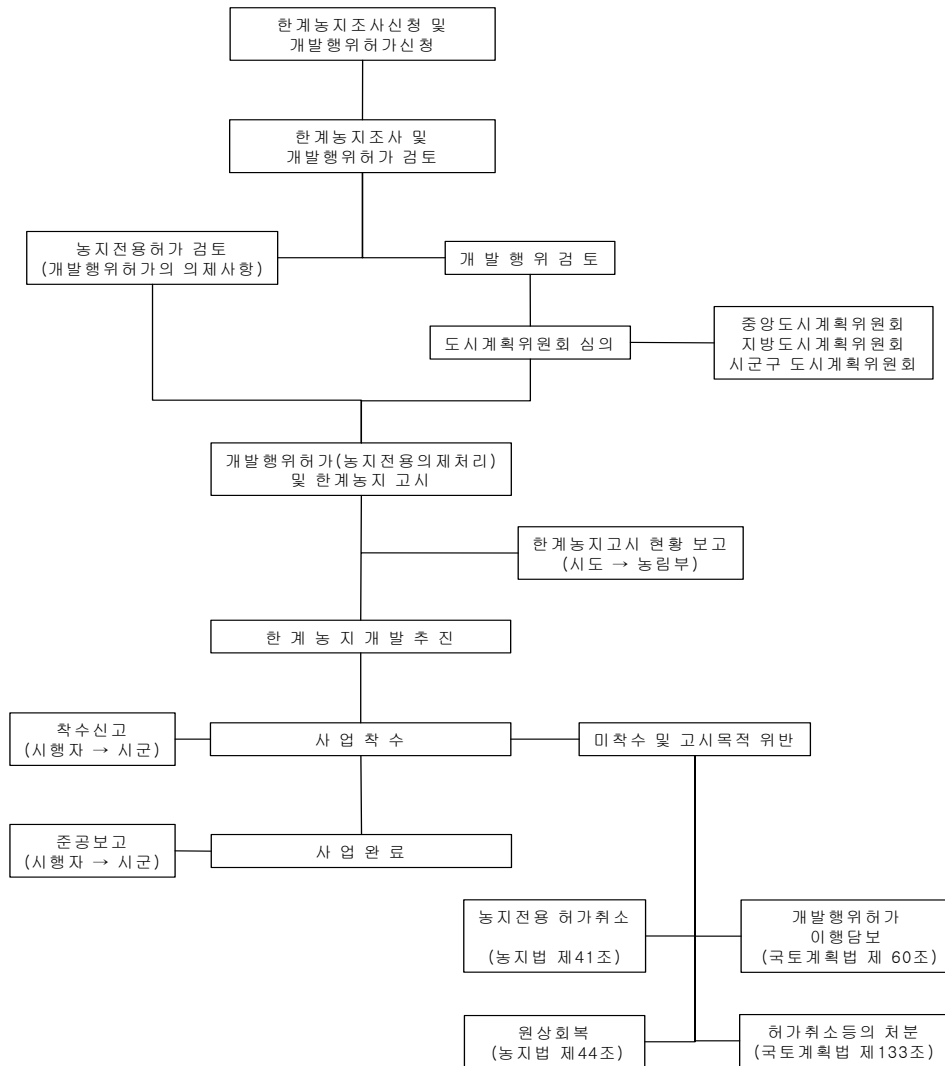 한계농지조사신청 및
개발행위허가신청
한계농지조사 및
개발행위허가 검토
농지전용허가 검토
(개발행위허가의 의제사항)
개 발 행 위 검 토
도시계획위원회 심의
중앙도시계획위원회
지방도시계획위원회
시군구 도시계획위원회
개발행위허가(농지전용의제처리)
및 한계농지 고시
한계농지고시 현황 보고
(시도 → 농림부)
한 계 농 지 개 발 추 진
착수신고
(시행자 → 시군)
사 업 착 수
미착수 및 고시목적 위반
준공보고
(시행자 → 시군)
사 업 완 료
농지전용 허가취소
(농지법 제41조)
개발행위허가
이행담보
(국토계획법 제 60조)
원상회복
(농지법 제44조)
허가취소등의 처분
(국토계획법 제133조)